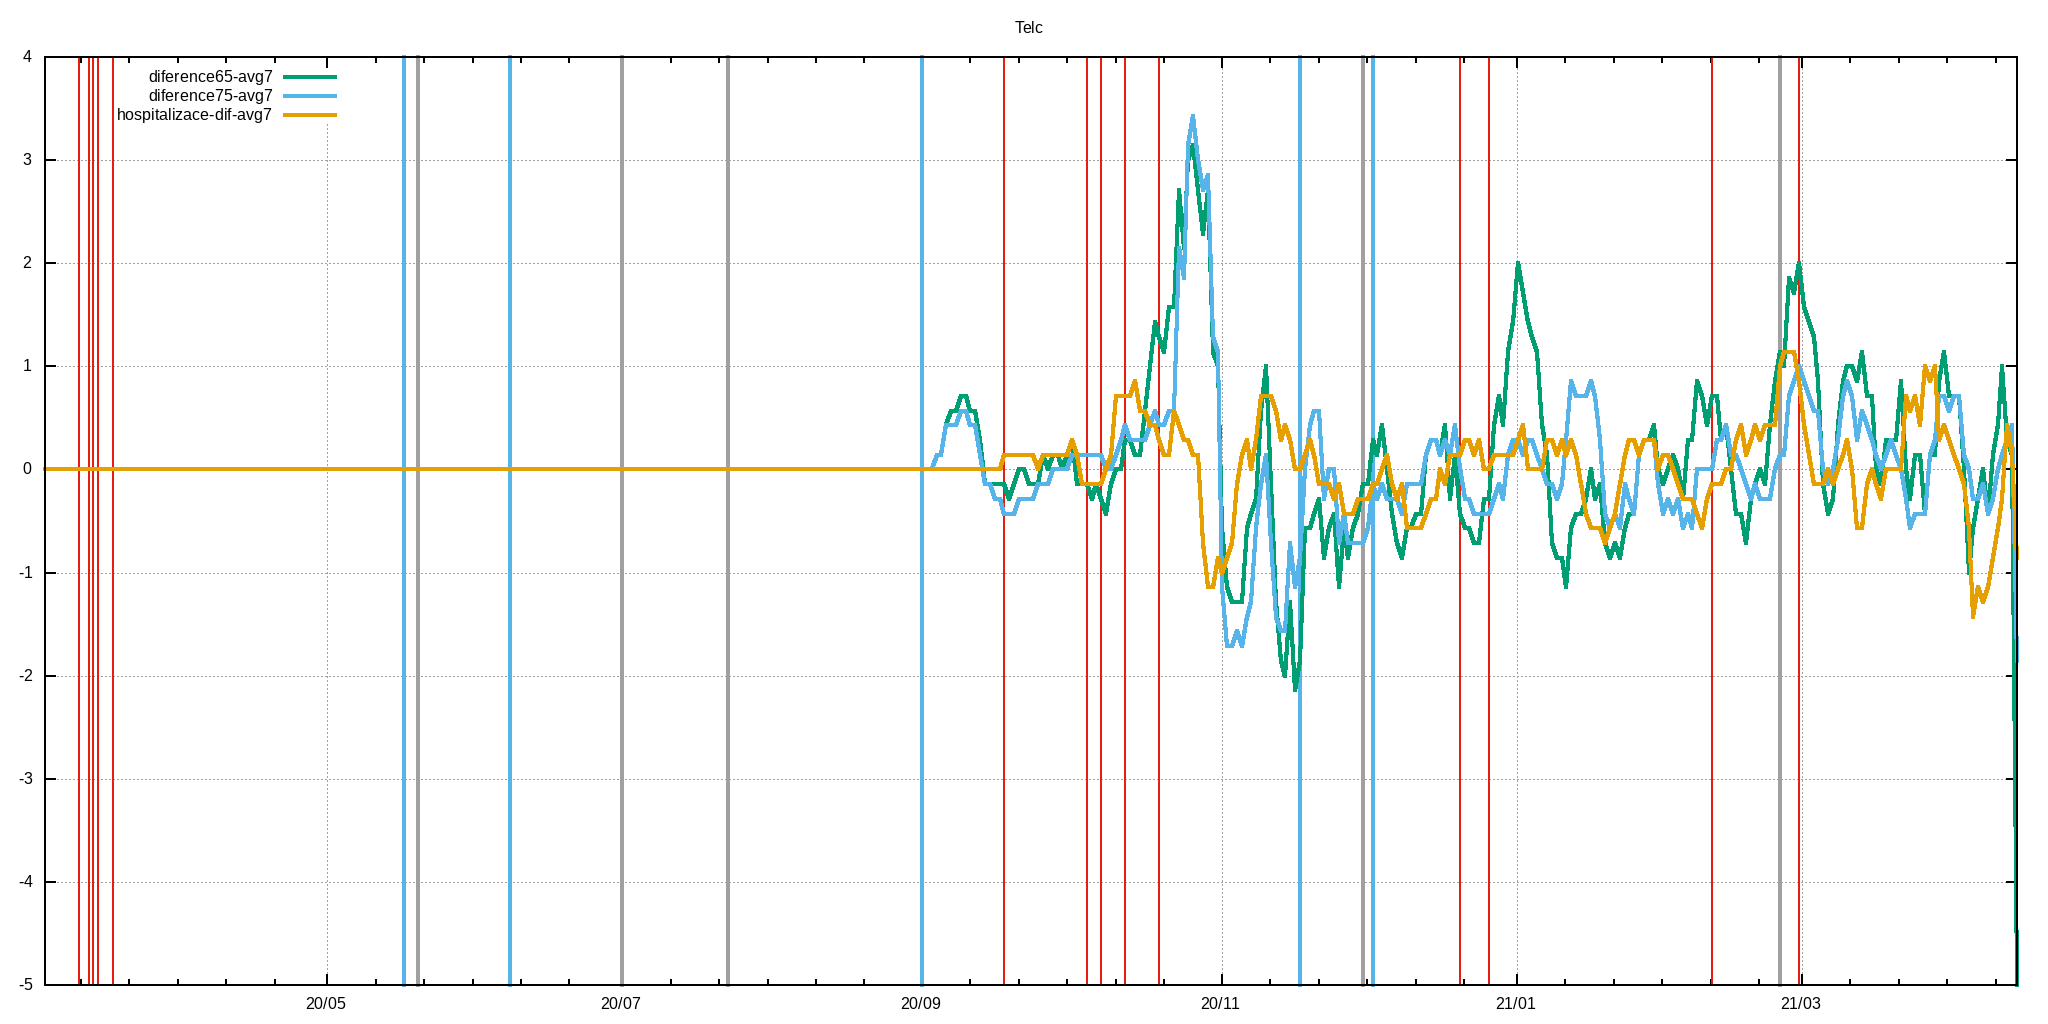 Telc
4
diference65-avg7
diference75-avg7
hospitalizace-dif-avg7
3
2
1
0
-1
-2
-3
-4
-5
20/05 20/07 20/09 20/11 21/01 21/03